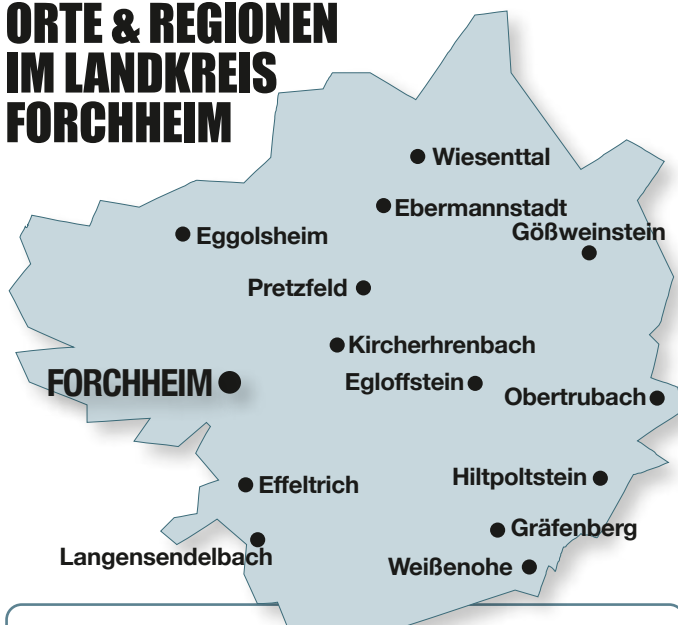 ORTE & REGIONEN
IM LANDKREIS
FORCHHEIM
Wiesenttal
Ebermannstadt
Gößweinstein
Eggolsheim
Pretzfeld
Kircherhrenbach
FORCHHEIM
Egloffstein
Obertrubach
Effeltrich
Hiltpoltstein
Gräfenberg
Langensendelbach
Weißenohe